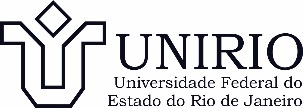 UNIRIO
Universidade Federal do
Estado do Rio de Janeiro